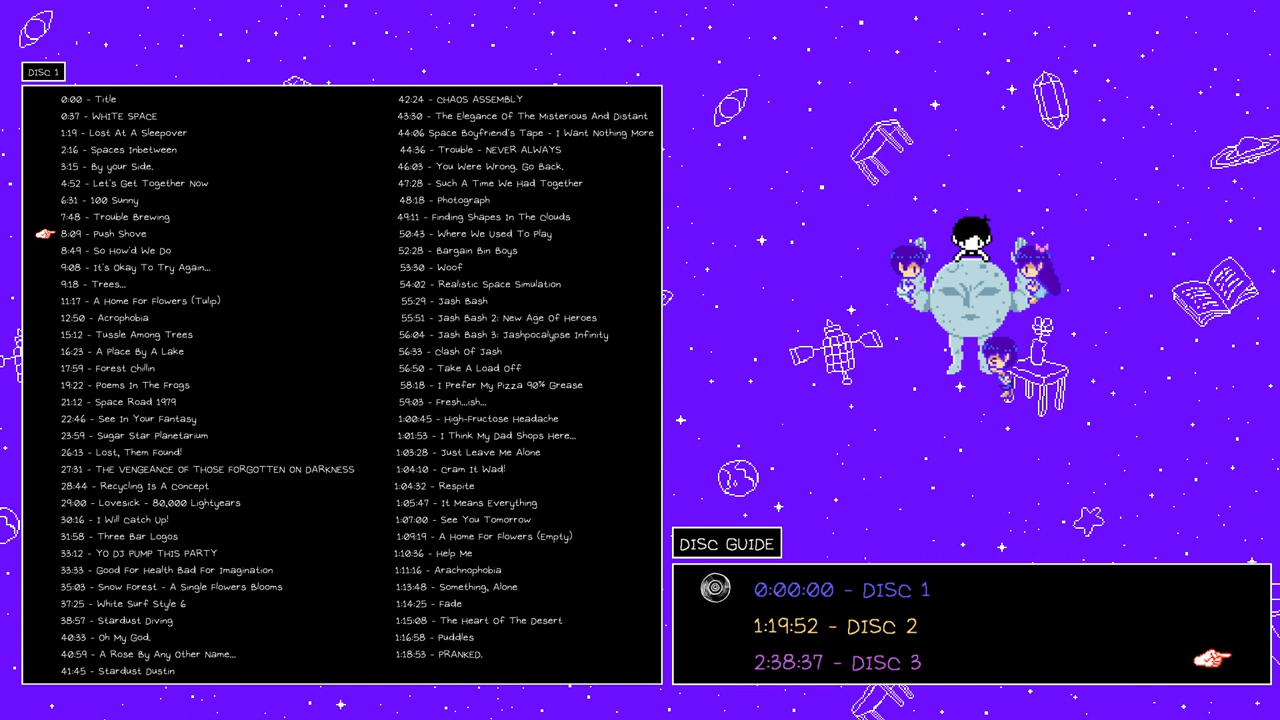 DISC 1
0:00 - Title
0:37 - WHITE SPACE
1:19 - Lost At A Sleepover
2:16 - Spaces Inbetween
3:15 - By your Side.
4:52 - Let's Get Together Now
6:31 - 100 Sunny
7:48 - Trouble Brewing
8:09 - Push Shove
8:49 - So How'd We Do
9:08 - It's Okay To Try Again...
9:18 - Trees...
11:17 - A Home For Flowers (Tulip)
12:50 - Acrophobia
15:12 - Tussle Among Trees
16:23 - A Place By A Lake
17:59 - Forest Chillin
19:22 - Poems In The Frogs
21:12 - Space Road 1979
22:46 - See In Your Fantasy
23:59 - Sugar Star Planetarium
26:13 - Lost, Them Found!
27:31 - THE VENGEANCE OF THOSE FORGOTTEN ON DARKNESS
28:44 - Recycling Is A Concept
29:00 - Lovesick - 80,000 Lightyears
30:16 - I Will Catch Up!
31:58 - Three Bar Logos
33:12 - YO DJ PUMP THIS PARTY
33:33 - Good For Health Bad For Imagination
35:03 - Snow Forest - A Single Flowers Blooms
37:25 - White Surf Style 6
38:57 - Stardust Diving
40:33 - Oh My God.
40:59 - A Rose By Any Other Name...
41:45 - Stardust Dustin
42:24 - CHAOS ASSEMBLY
43:30 - The Elegance Of The Misterious And Distant
44:06 Space Boyfriend's Tape - I Want Nothing More
44:36 - Trouble - NEVER ALWAYS
46:03 - You Were Wrong. Go Back.
47:28 - Such A Time We Had Together
48:18 - Photograph
49:11 - Finding Shapes In The Clouds
50:43 - Where We Used To Play
52:28 - Bargain Bin Boys
53:30 - Woof
54:02 - Realistic Space Simulation
55:29 - Jash Bash
55:51 - Jash Bash 2: New Age Of Heroes
56:04 - Jash Bash 3: Jashpocalypse Infinity
56:33 - Clash Of Jash
56:50 - Take A Load Off
58:18 - I Prefer My Pizza 90% Grease
59:03 - Fresh...ish...
1:00:45 - High-Fructose Headache
1:01:53 - I Think My Dad Shops Here...
1:03:28 - Just Leave Me Alone
1:04:10 - Cram It Wad!
1:04:32 - Respite
1:05:47 - It Means Everything
1:07:00 - See You Tomorrow
1:09:19 - A Home For Flowers (Empty)
1:10:36 - Help Me
1:11:16 - Arachnophobia
1:13:48 - Something, Alone
1:14:25 - Fade
1:15:08 - The Heart Of The Desert
1:16:58 - Puddles
1:18:53 - PRANKED.
DISC GUIDE
0:00:00 - DISC 1
1:19:52 - DISC 2
2:38:37 - DISC 3